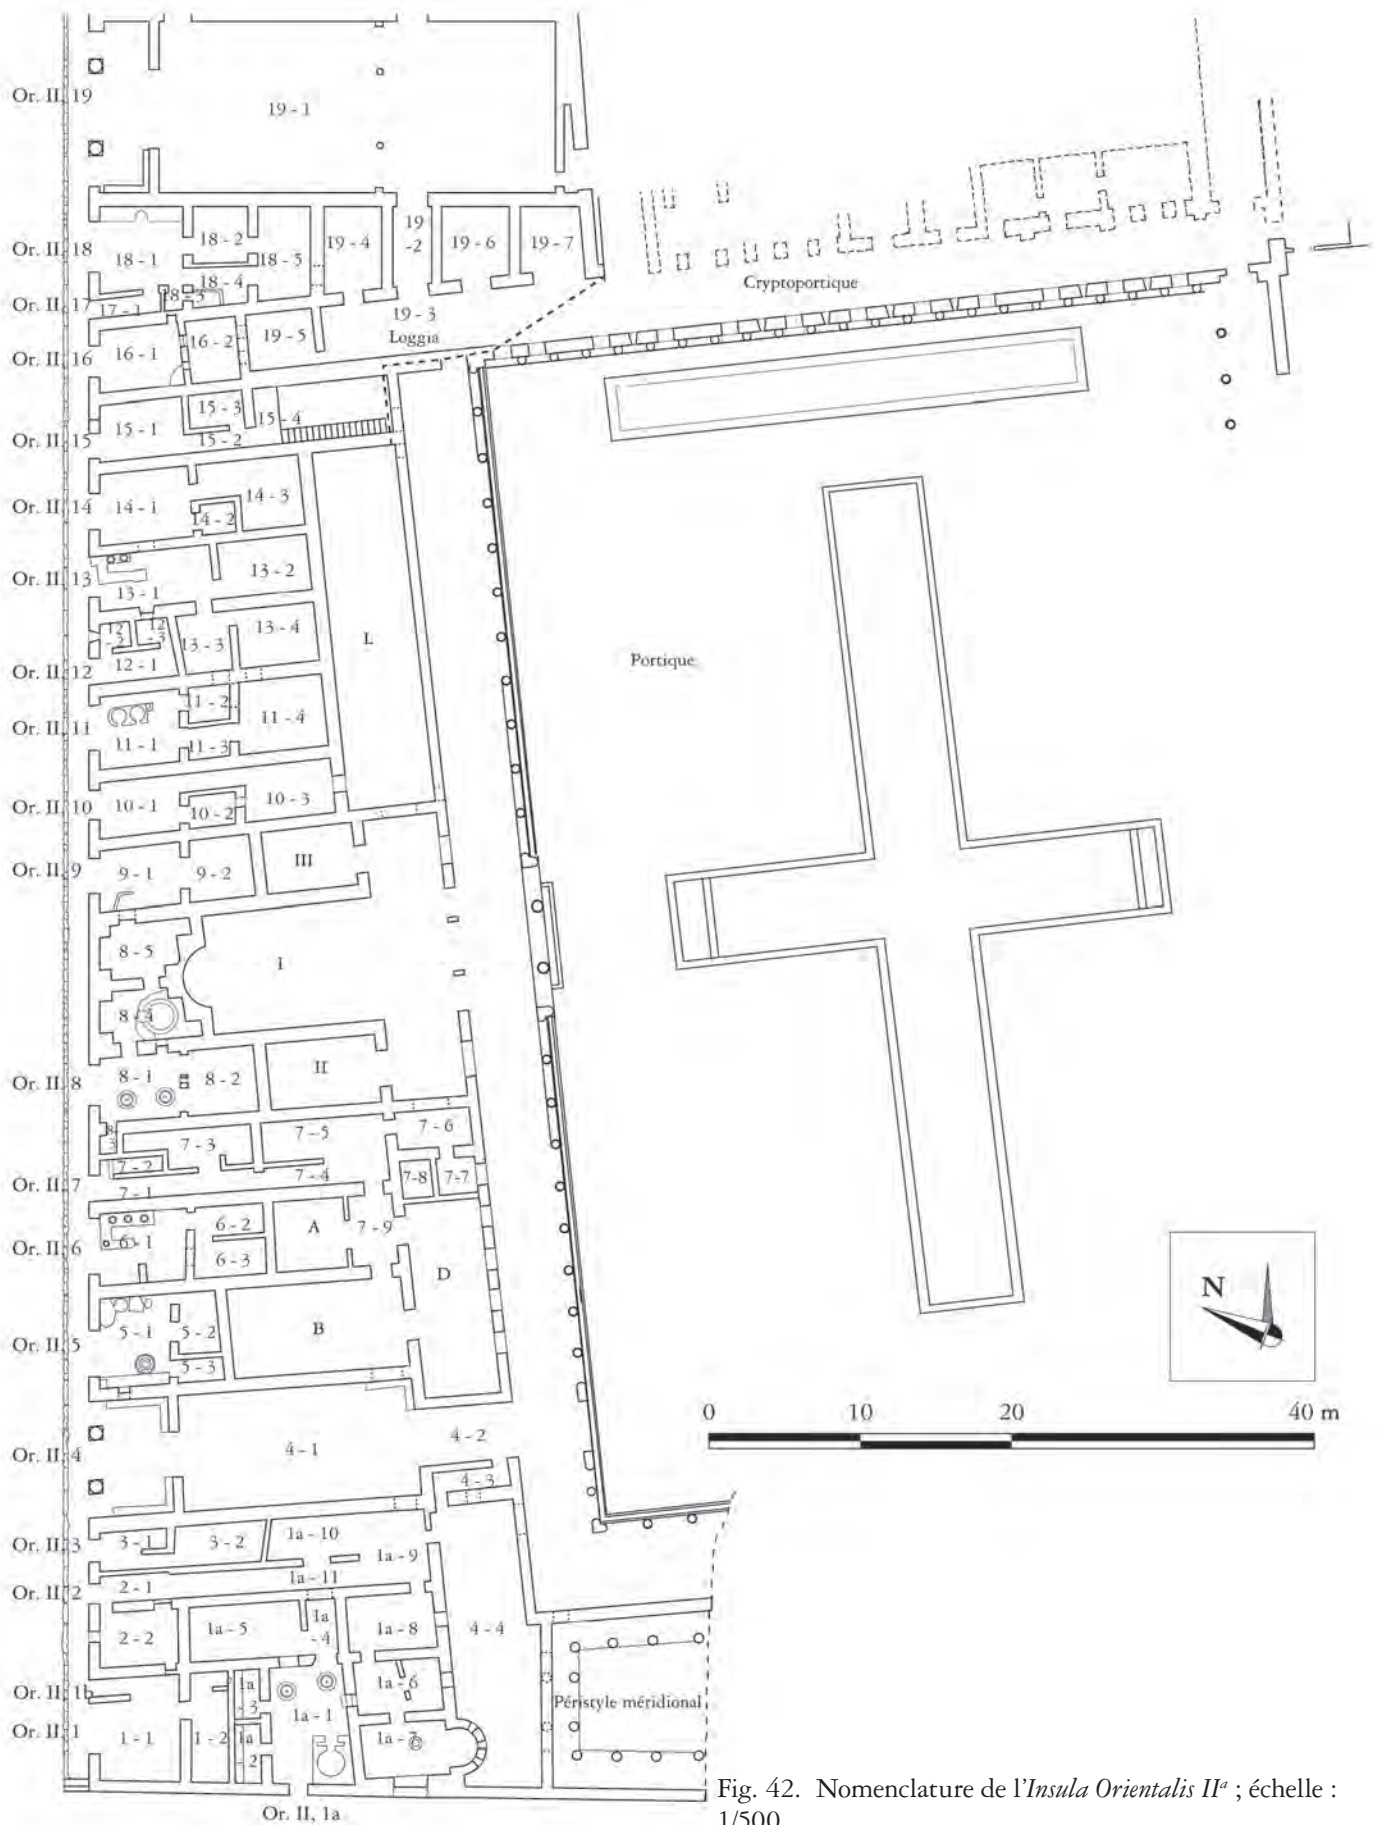 Or. II, 19
19 - 1
Or. II, 18
18 - 1
18 - 2
18 - 5
18 - 4
18 - 3
19 - 4
19
- 2
19 - 6
19 - 7
Cryptoportique
Or. II, 17
17 - 1
19 - 3
Loggia
Or. II, 16
16 - 1
16 - 2
19 - 5
Or. II, 15
15 - 1
15 - 3
15 - 2
15 - 4
Or. II, 14
14 - 1
14 - 2
14 - 3
Or. II, 13
13 - 1
13 - 2
13 - 3
13 - 4
L
Portique
Or. II, 12
12
- 2
12
- 3
12 - 1
Or. II, 11
11 - 1
11 - 2
11 - 3
11 - 4
Or. II, 10
10 - 1
10 - 2
10 - 3
Or. II, 9
9 - 1
9 - 2
III
8 - 5
I
8 - 4
Or. II, 8
8 - 1
8 - 2
II
8
3
7 - 3
7 - 5
7 - 6
7 - 2
7 - 4
7-8
7-7
Or. II, 7
7 - 1
Or. II, 6
6 - 1
6 - 2
6 - 3
A
7 - 9
D
N
Or. II, 5
5 - 1
5 - 2
5 - 3
B
0 10 20 40 m
Or. II, 4
4 - 1
4 - 2
4 - 3
Or. II, 3
3 - 1
3 - 2
1a - 10
1a - 9
Or. II, 2
2 - 1
1a - 11
2 - 2
1a - 5
1a
- 4
1a - 8
4 - 4
Or. II, 1b
1a
- 3
1a - 6
Péristyle méridional
Or. II, 1
1 - 1
1 - 2
1a
- 2
1a - 1
1a - 7
Or. II, 1a
Fig. 42. Nomenclature de l'Insula Orientalis IIa ; échelle :
1/500